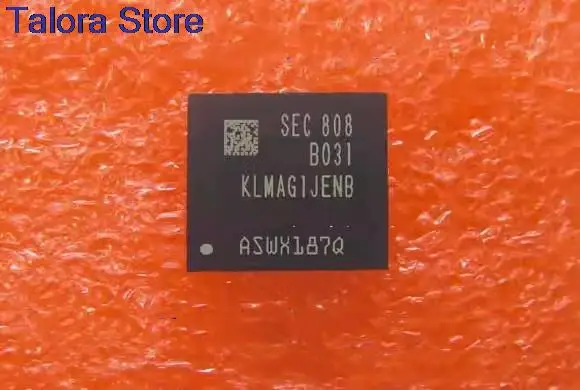 Talora Store
SEC 808
B031
KLMAG1JENB
ASWX187Q